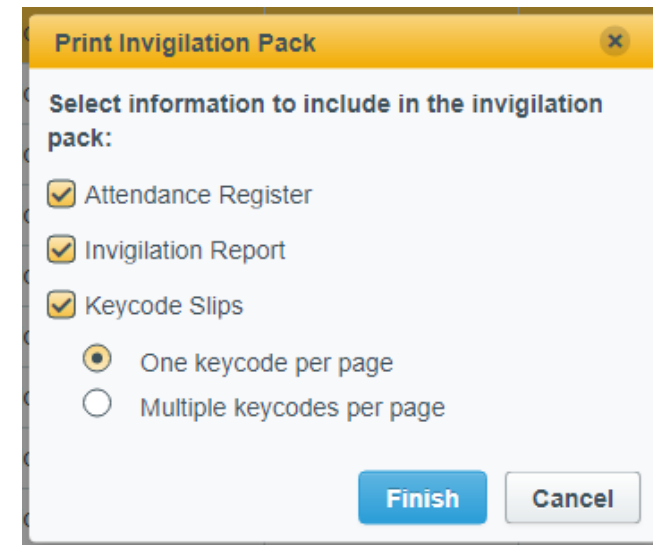 Print Invigilation Pack
Select information to include in the invigilation
pack:
Attendance Register
Invigilation Report
Keycode Slips
One keycode per page
Multiple keycodes per page
Finish Cancel